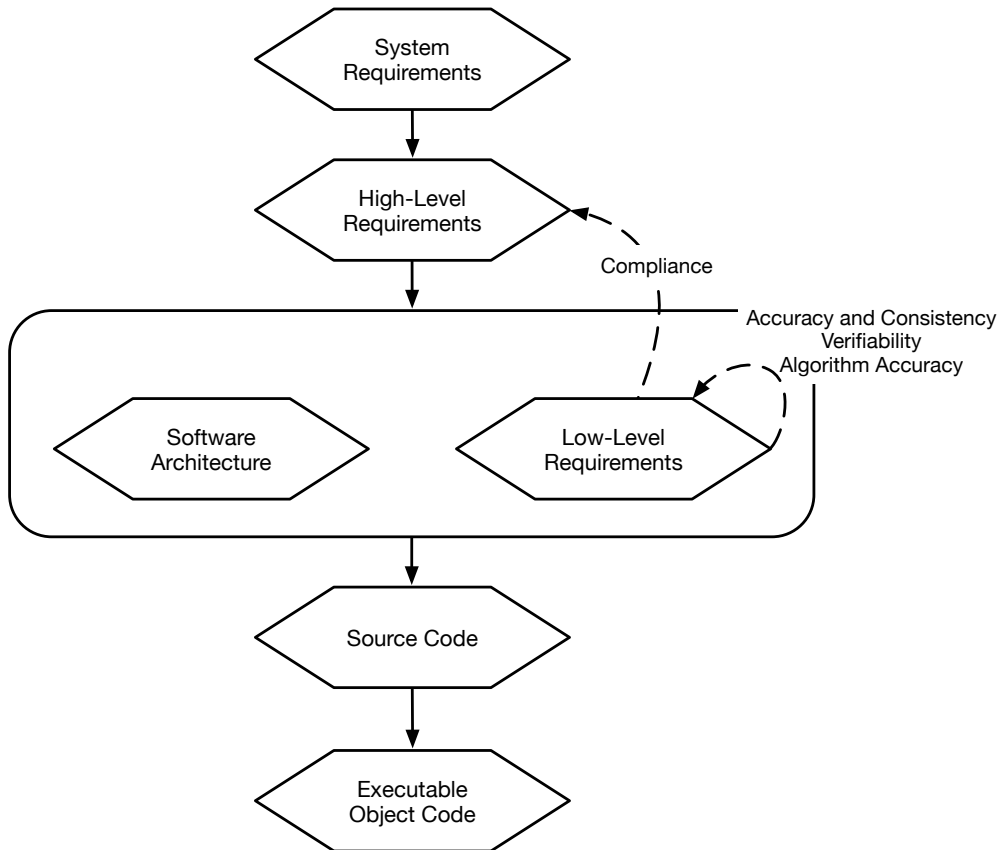 System
Requirements
High-Level
Requirements
Compliance
Accuracy and Consistency
Verifiability
Algorithm Accuracy
Software
Architecture
Low-Level
Requirements
Source Code
Executable
Object Code